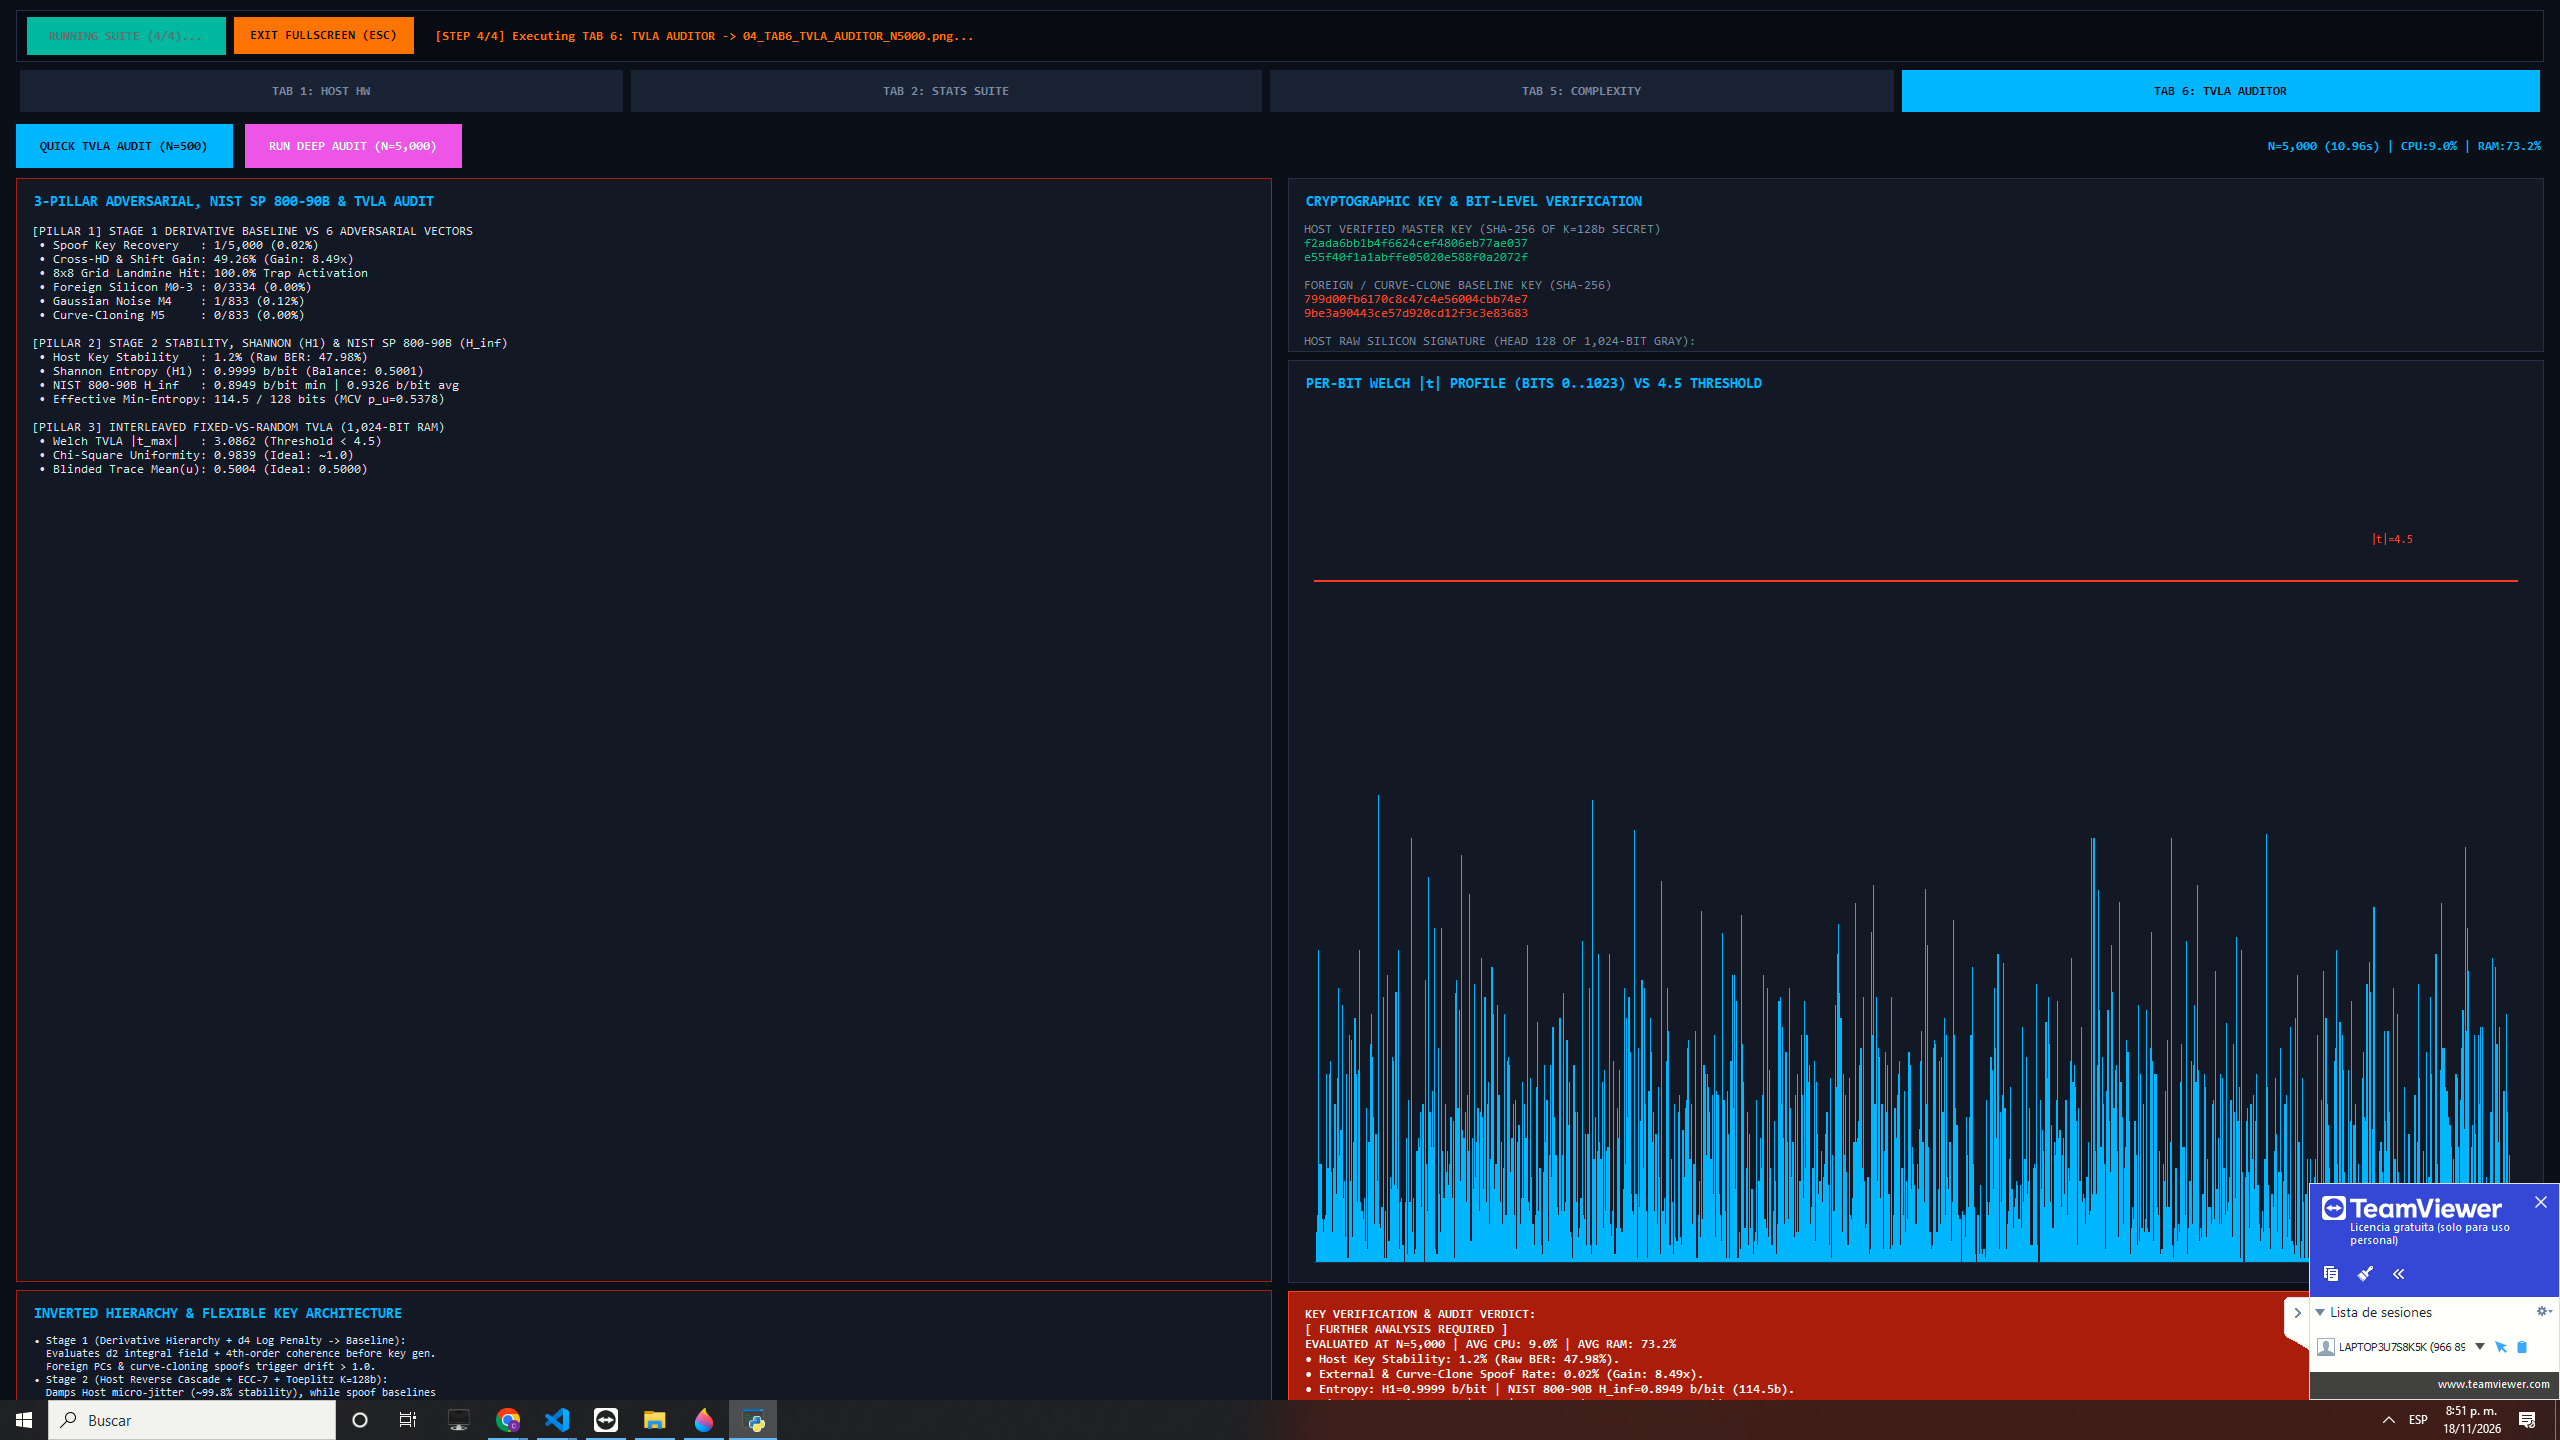 RUNNING SUITE (4/4)...
EXIT FULLSCREEN (ESC)
[STEP 4/4] Executing TAB 6: TVLA AUDITOR -> 04_TAB6_TVLA_AUDITOR_N5000.png...
TAB 1: HOST HW
TAB 2: STATS SUITE
TAB 5: COMPLEXITY
TAB 6: TVLA AUDITOR
QUICK TVLA AUDIT (N=500)
RUN DEEP AUDIT (N=5,000)
N=5,000 (10.96s) | CPU:9.0% | RAM:73.2%
3-PILLAR ADVERSARIAL, NIST SP 800-90B & TVLA AUDIT
[PILLAR 1] STAGE 1 DERIVATIVE BASELINE VS 6 ADVERSARIAL VECTORS
• Spoof Key Recovery : 1/5,000 (0.02%)
• Cross-HD & Shift Gain: 49.26% (Gain: 8.49x)
• 8x8 Grid Landmine Hit: 100.0% Trap Activation
• Foreign Silicon M0-3 : 0/3334 (0.00%)
• Gaussian Noise M4 : 1/833 (0.12%)
• Curve-Cloning M5 : 0/833 (0.00%)
[PILLAR 2] STAGE 2 STABILITY, SHANNON (H1) & NIST SP 800-90B (H_inf)
• Host Key Stability : 1.2% (Raw BER: 47.98%)
• Shannon Entropy (H1) : 0.9999 b/bit (Balance: 0.5001)
• NIST 800-90B H_inf : 0.8949 b/bit min | 0.9326 b/bit avg
• Effective Min-Entropy: 114.5 / 128 bits (MCV p_u=0.5378)
[PILLAR 3] INTERLEAVED FIXED-VS-RANDOM TVLA (1,024-BIT RAM)
• Welch TVLA |t_max| : 3.0862 (Threshold < 4.5)
• Chi-Square Uniformity: 0.9839 (Ideal: ~1.0)
• Blinded Trace Mean(u): 0.5004 (Ideal: 0.5000)
CRYPTOGRAPHIC KEY & BIT-LEVEL VERIFICATION
HOST VERIFIED MASTER KEY (SHA-256 OF K=128b SECRET)
f2ada6bb1b4f6624cef4806eb77ae037
e55f40f1a1abffe05020e588f0a2072f
FOREIGN / CURVE-CLONE BASELINE KEY (SHA-256)
799d00fb6170c8c47c4e56004cbb74e7
9be3a90443ce57d920cd12f3c3e83683
HOST RAW SILICON SIGNATURE (HEAD 128 OF 1,024-BIT GRAY):
PER-BIT WELCH |t| PROFILE (BITS 0..1023) VS 4.5 THRESHOLD
|t|=4.5
INVERTED HIERARCHY & FLEXIBLE KEY ARCHITECTURE
• Stage 1 (Derivative Hierarchy + d4 Log Penalty -> Baseline):
Evaluates d2 integral field + 4th-order coherence before key gen.
Foreign PCs & curve-cloning spoofs trigger drift > 1.0.
• Stage 2 (Host Reverse Cascade + ECC-7 + Toeplitz K=128b):
Damps Host micro-jitter (~99.8% stability), while spoof baselines
KEY VERIFICATION & AUDIT VERDICT:
[ FURTHER ANALYSIS REQUIRED ]
EVALUATED AT N=5,000 | AVG CPU: 9.0% | AVG RAM: 73.2%
• Host Key Stability: 1.2% (Raw BER: 47.98%).
• External & Curve-Clone Spoof Rate: 0.02% (Gain: 8.49x).
• Entropy: H1=0.9999 b/bit | NIST 800-90B H_inf=0.8949 b/bit (114.5b).
TeamViewer
Licencia gratuita (solo para uso
personal)
Lista de sesiones
LAPTOP3U7S8K5K (966 89
www.teamviewer.com
Buscar
ESP
8:51 p. m.
18/11/2026